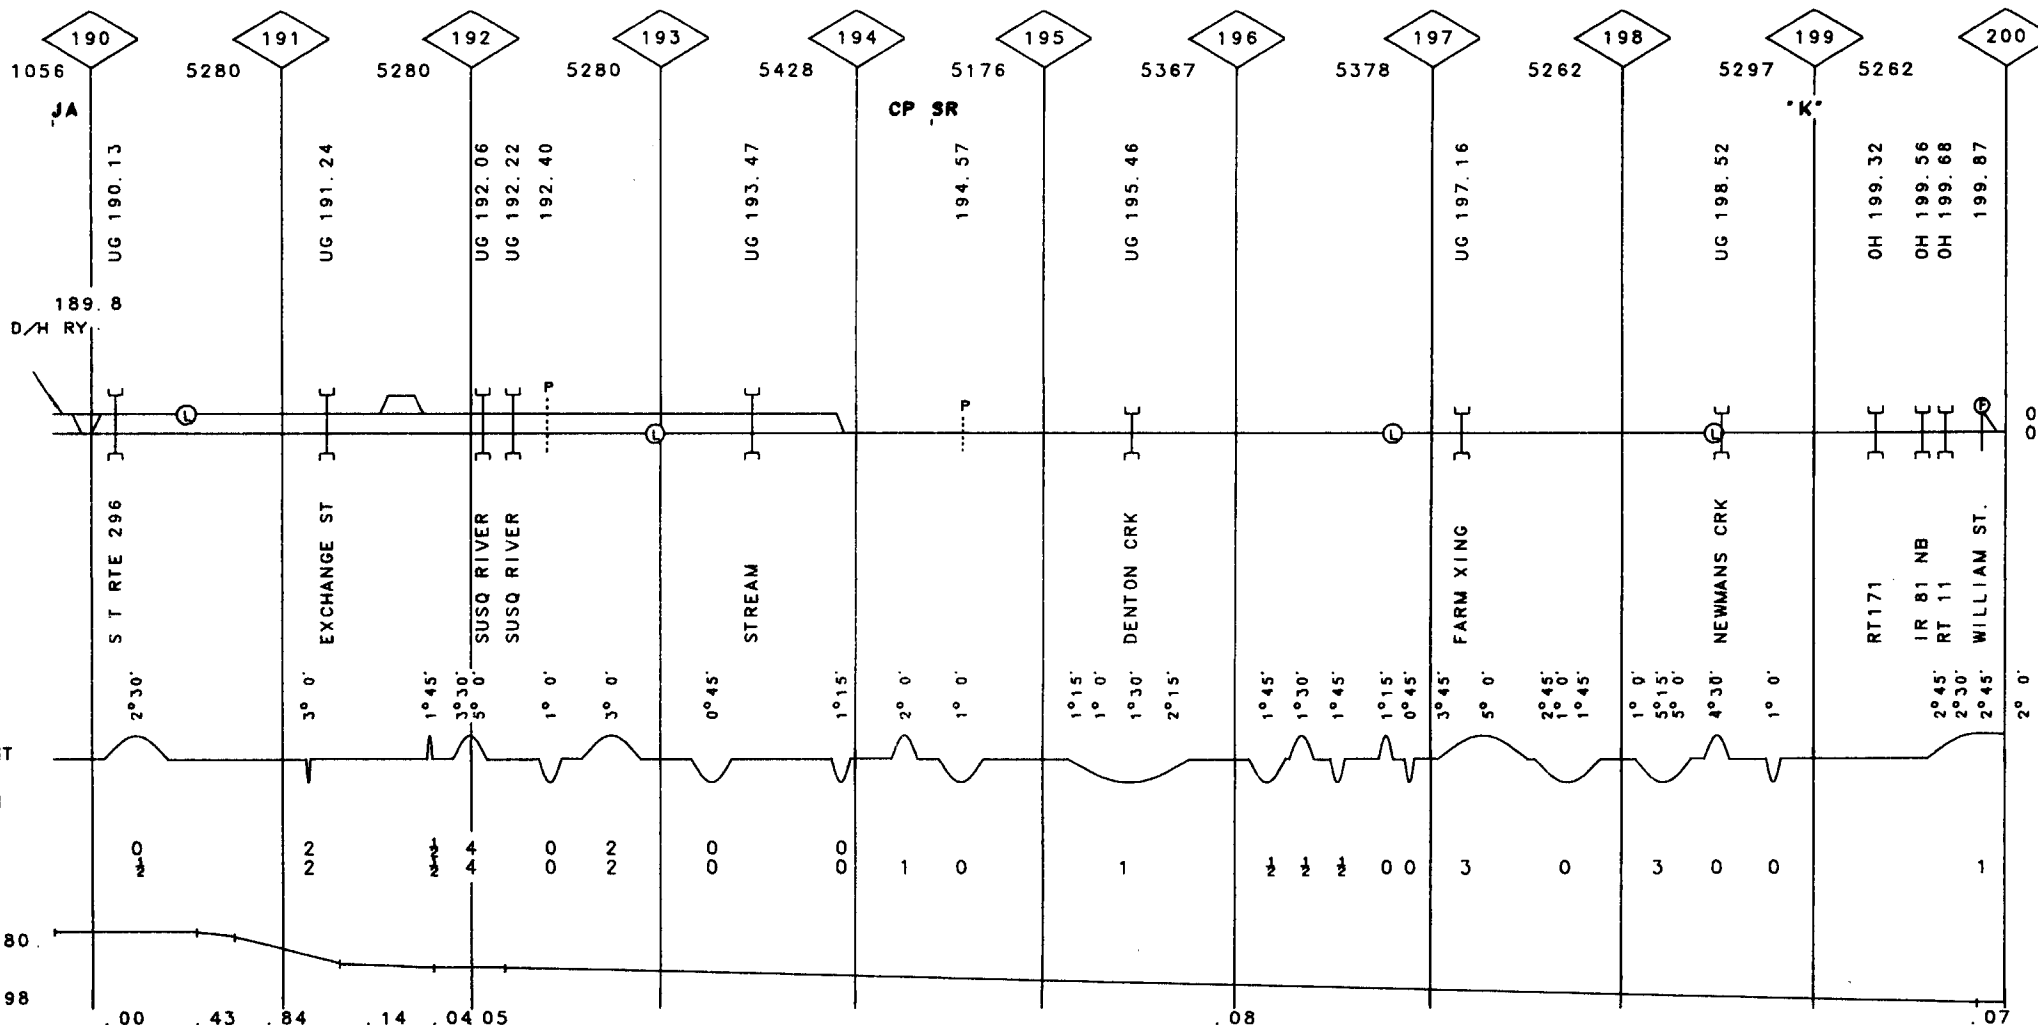 190 191 192 193 194 195 196 197 198 199 200
1056 5280 5280 5280 5428 5176 5367 5378 5262 5297 5262
JA CP SR "K"
UG 190.13
UG 191.24
UG 192.06
UG 192.22
192.40
UG 193.47
194.57
UG 195.46
UG 197.16
UG 198.52
OH 199.32
OH 199.56
OH 199.68
199.87
189.8
D/H RY
P P
L L L L P
0
0
S T RTE 296
EXCHANGE ST
SUSQ RIVER
SUSQ RIVER
STREAM
DENTON CRK
FARM XING
NEWMANS CRK
RT171
IR 81 NB
RT 11
WILLIAM ST.
2°30'
3° 0'
1°45'
3°30'
5° 0'
1° 0'
3° 0'
0°45'
1°15'
2° 0'
1° 0'
1°15'
1° 0'
1°30'
2°15'
1°45'
1°30'
1°45'
1°15'
0°45'
3°45'
5° 0'
2°45'
1° 0'
1°45'
1° 0'
5°15'
5° 0'
4°30'
1° 0'
2°45'
2°30'
2°45'
2° 0'
0 2 ½ 4 0 2 0 0
½ 2 ½ 4 0 2 0 0 1 0 1 ½ ½ ½ 0 0 3 0 3 0 0 1
80
98
.00 .43 .84 .14 .04 05 .08 .07